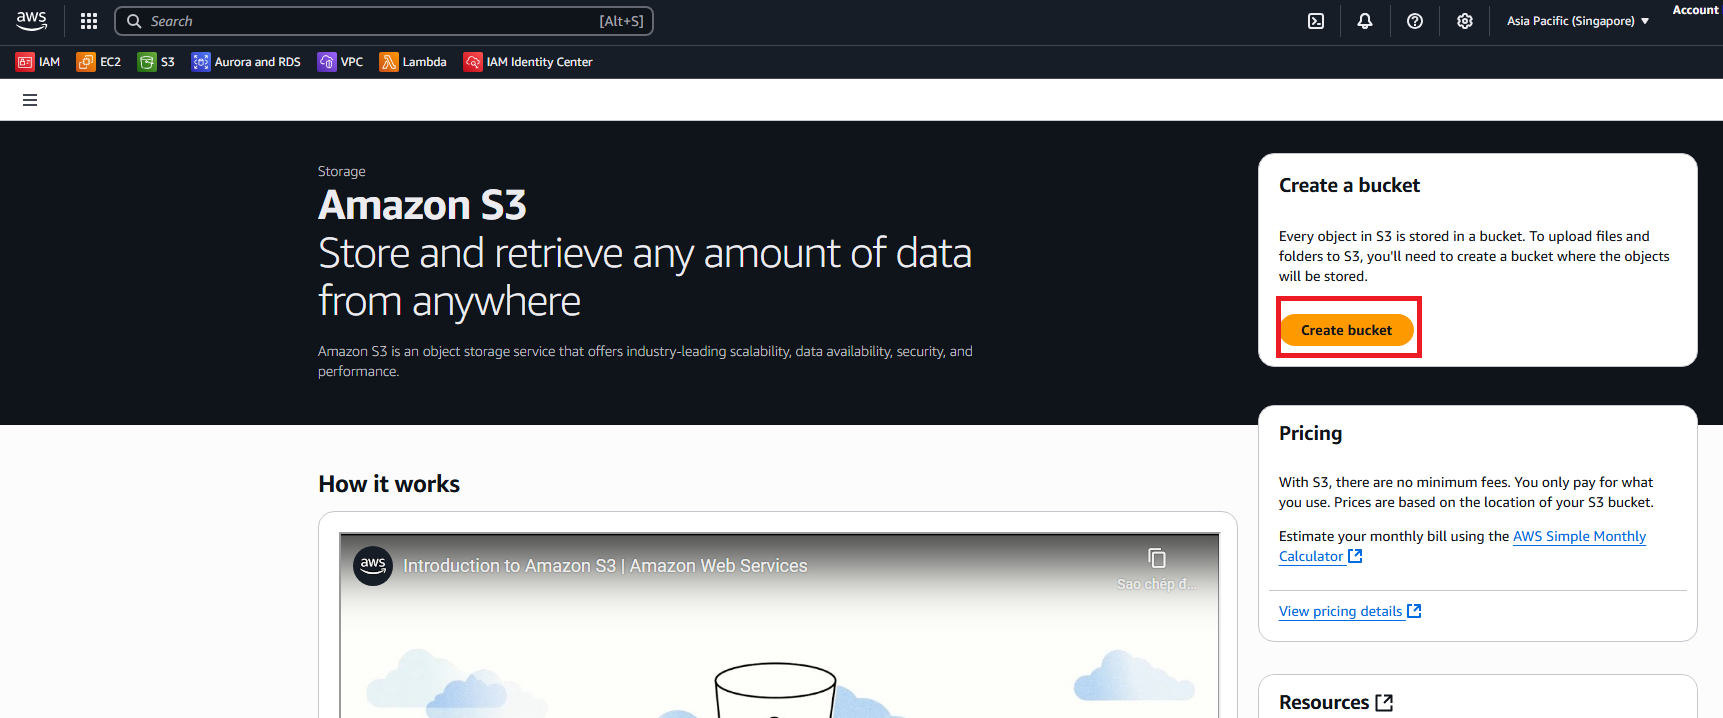 aws
Search [Alt+S]
Asia Pacific (Singapore)
Account
IAM EC2 S3 Aurora and RDS VPC Lambda IAM Identity Center
Storage
Amazon S3
Store and retrieve any amount of data
from anywhere
Amazon S3 is an object storage service that offers industry-leading scalability, data availability, security, and
performance.
Create a bucket
Every object in S3 is stored in a bucket. To upload files and
folders to S3, you'll need to create a bucket where the objects
will be stored.
Create bucket
Pricing
With S3, there are no minimum fees. You only pay for what
you use. Prices are based on the location of your S3 bucket.
Estimate your monthly bill using the AWS Simple Monthly
Calculator
View pricing details
Resources
How it works
aws
Introduction to Amazon S3 | Amazon Web Services
Sao chép đ...